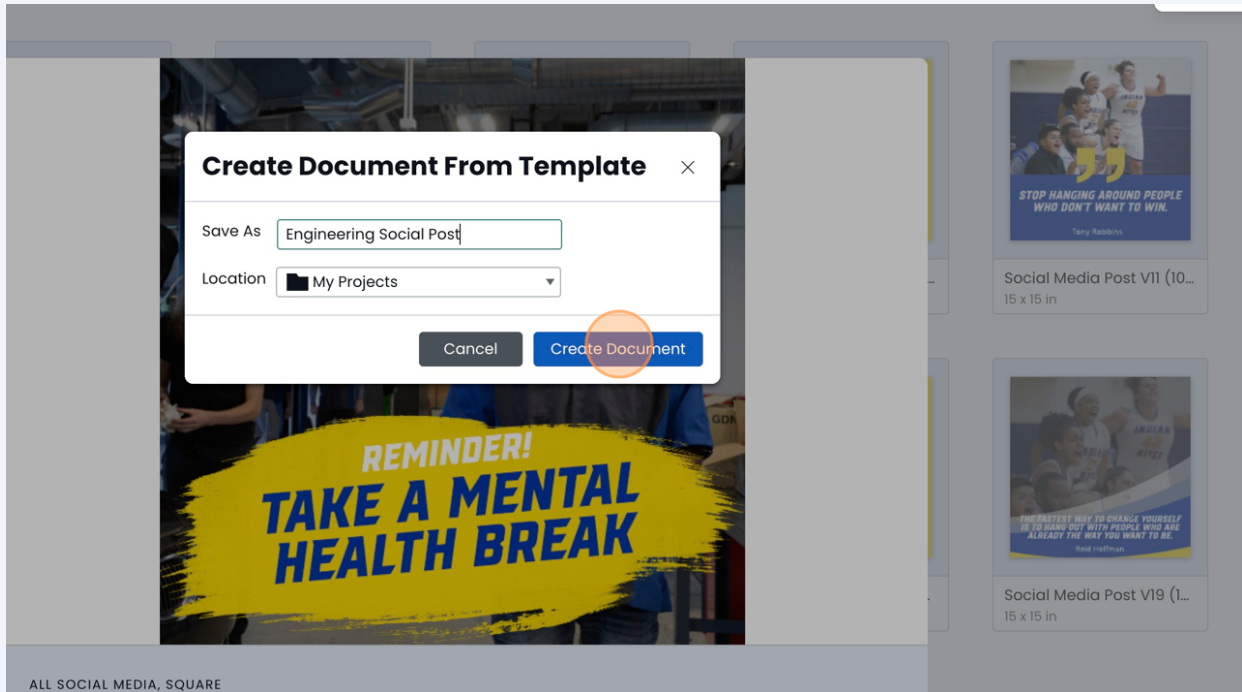 Create Document From Template
Save As
Engineering Social Post
Location
My Projects
Cancel
Create Document
GDN
REMINDER!
TAKE A MENTAL
HEALTH BREAK
ALL SOCIAL MEDIA, SQUARE
...
STOP HANGING AROUND PEOPLE
WHO DON'T WANT TO WIN.
Tony Robbins
Social Media Post V11 (10...
15 x 15 in
THE FASTEST WAY TO CHANGE YOURSELF
IS TO HANG OUT WITH PEOPLE WHO ARE
ALREADY THE WAY YOU WANT TO BE.
Reid Hoffman
Social Media Post V19 (1...
15 x 15 in